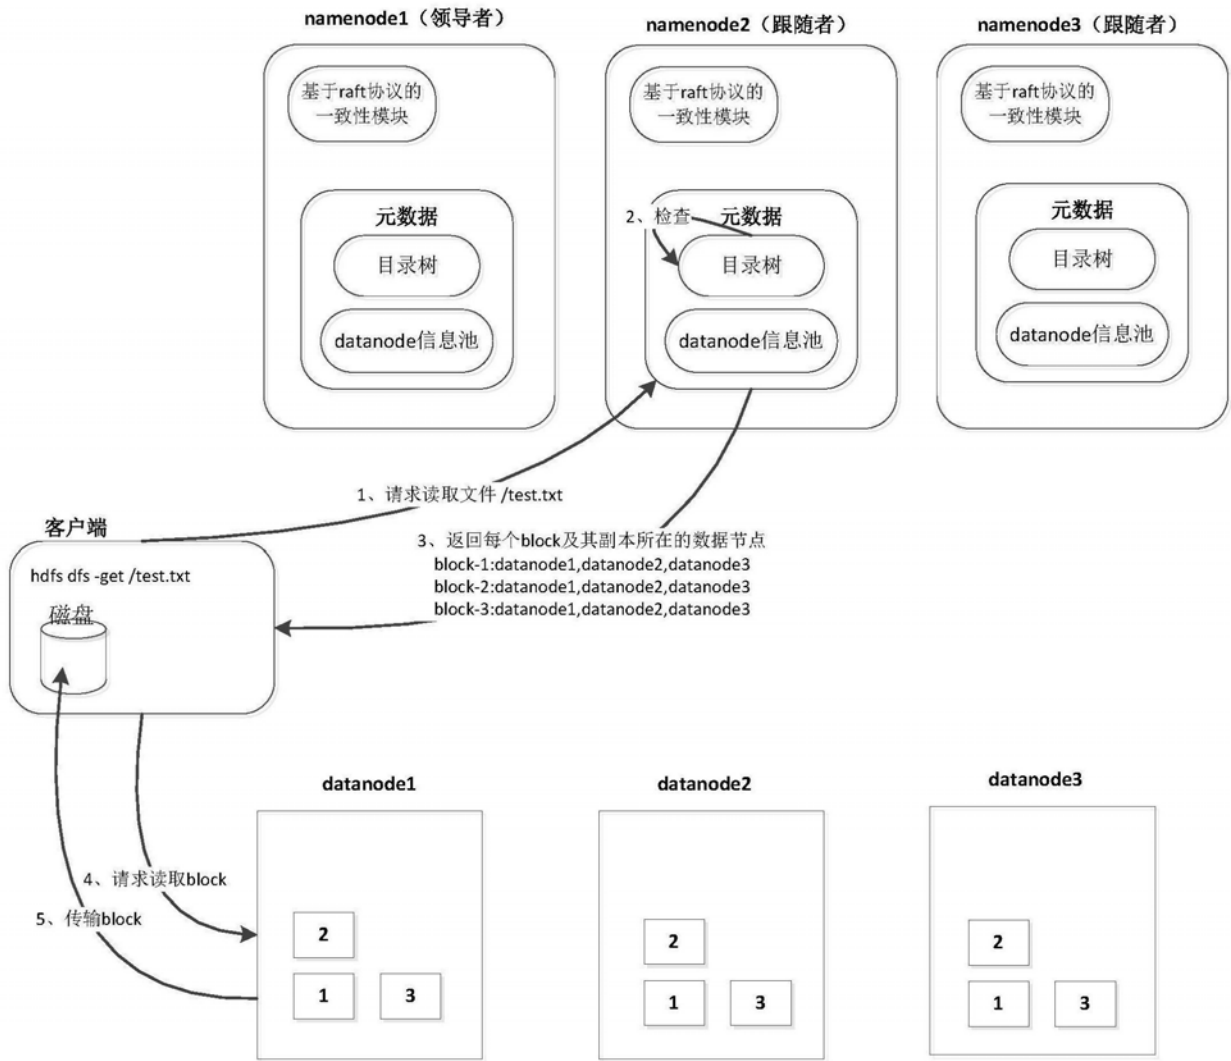 namenode1（领导者）
namenode2（跟随者）
namenode3（跟随者）
基于raft协议的
一致性模块
基于raft协议的
一致性模块
基于raft协议的
一致性模块
元数据
目录树
datanode信息池
元数据
2、检查
目录树
datanode信息池
元数据
目录树
datanode信息池
1、请求读取文件 /test.txt
客户端
hdfs dfs -get /test.txt
磁盘
3、返回每个block及其副本所在的数据节点
block-1:datanode1,datanode2,datanode3
block-2:datanode1,datanode2,datanode3
block-3:datanode1,datanode2,datanode3
4、请求读取block
5、传输block
datanode1
2
1
3
datanode2
2
1
3
datanode3
2
1
3